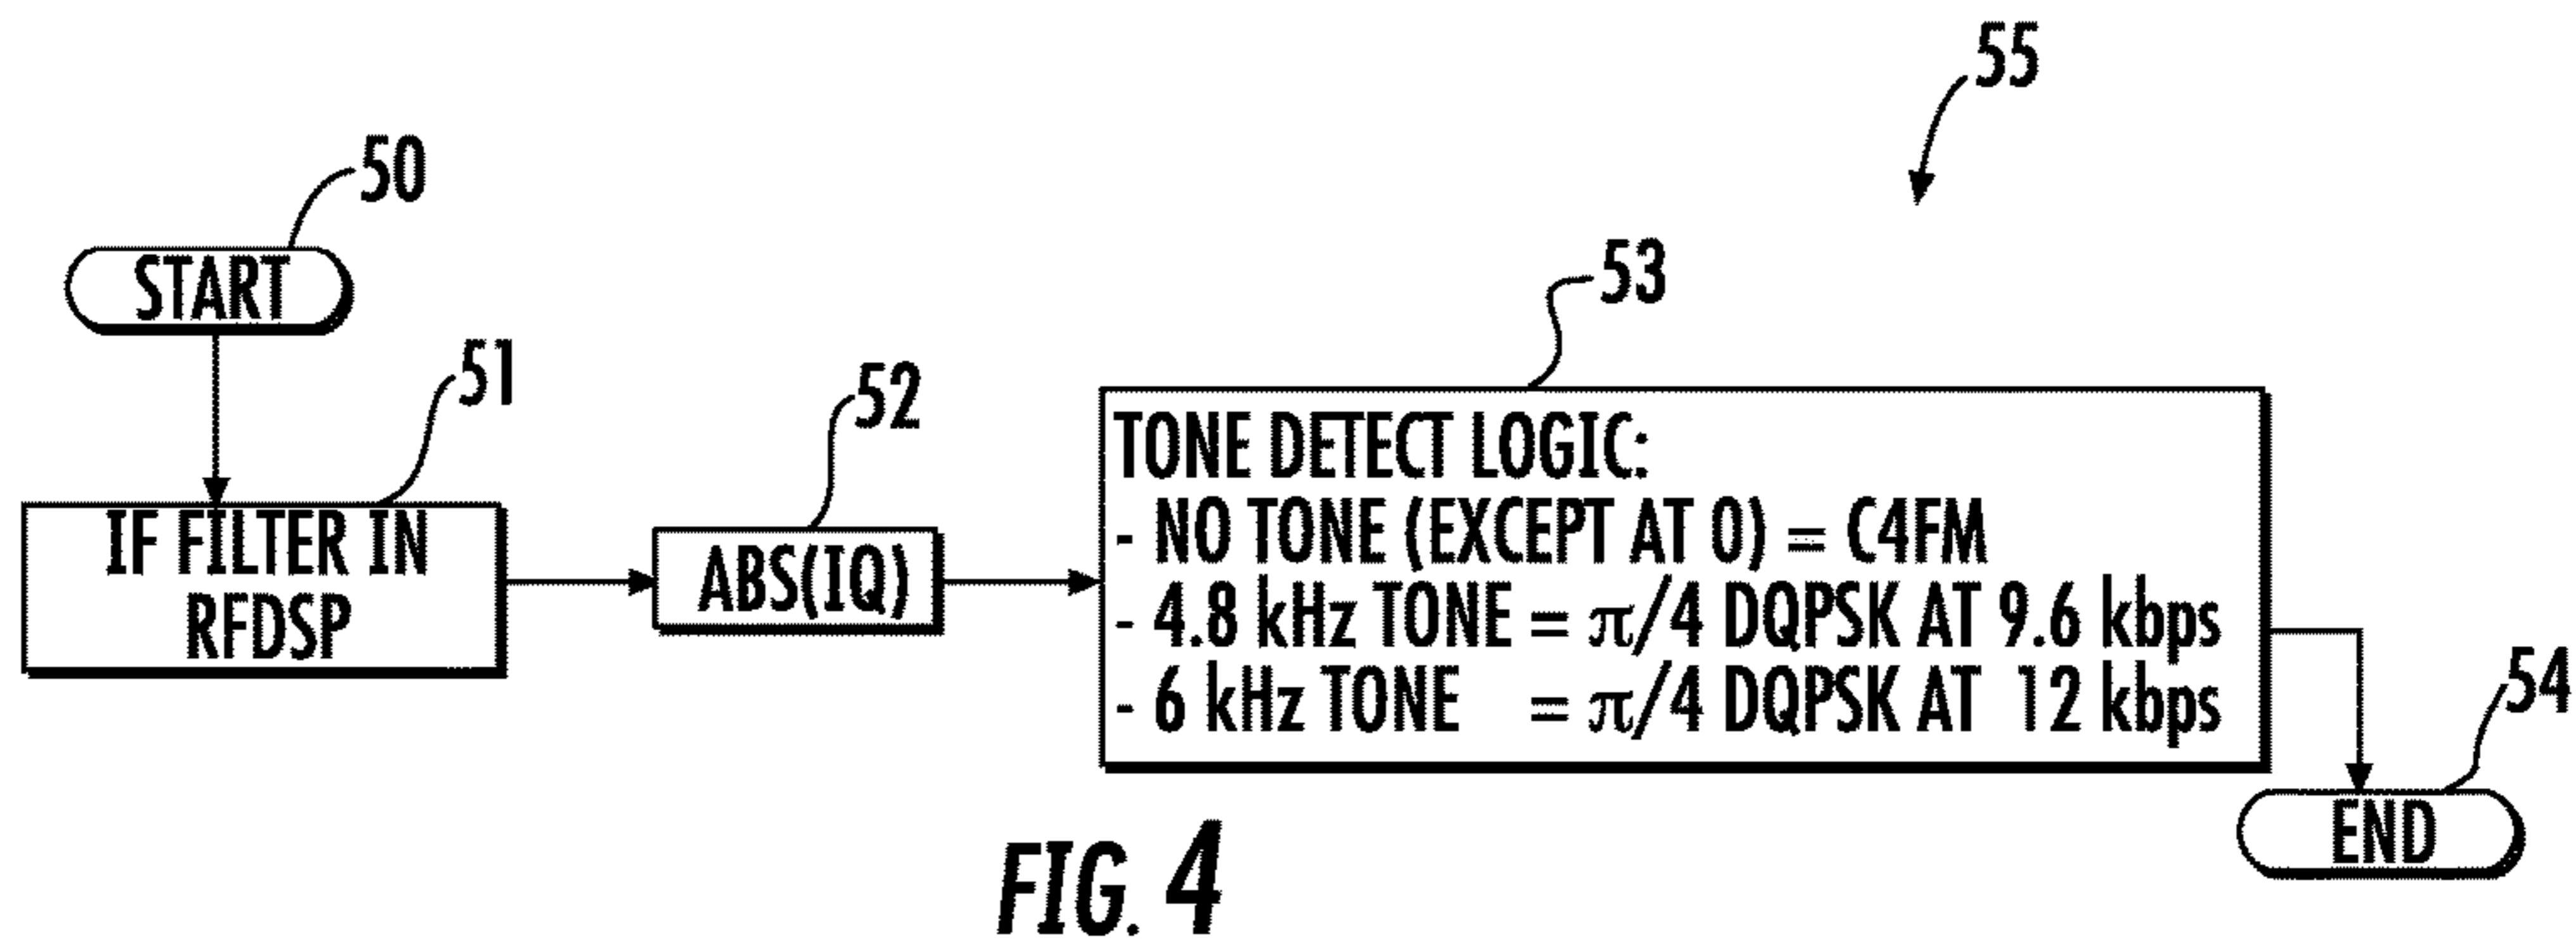 55
50
START
53
51
52
IF FILTER IN
RFDSP
ABS(IQ)
TONE DETECT LOGIC:
- NO TONE (EXCEPT AT 0) = C4FM
- 4.8 kHz TONE = π/4 DQPSK AT 9.6 kbps
- 6 kHz TONE = π/4 DQPSK AT 12 kbps
54
END
FIG. 4